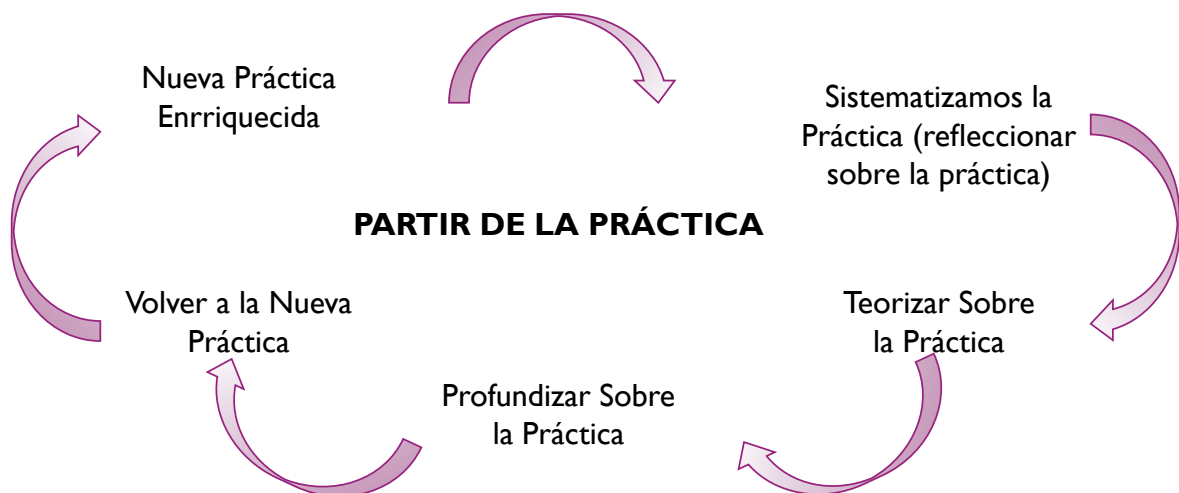 Nueva Práctica
Enrriquecida
Sistematizamos la
Práctica (refleccionar
sobre la práctica)
PARTIR DE LA PRÁCTICA
Volver a la Nueva
Práctica
Teorizar Sobre
la Práctica
Profundizar Sobre
la Práctica